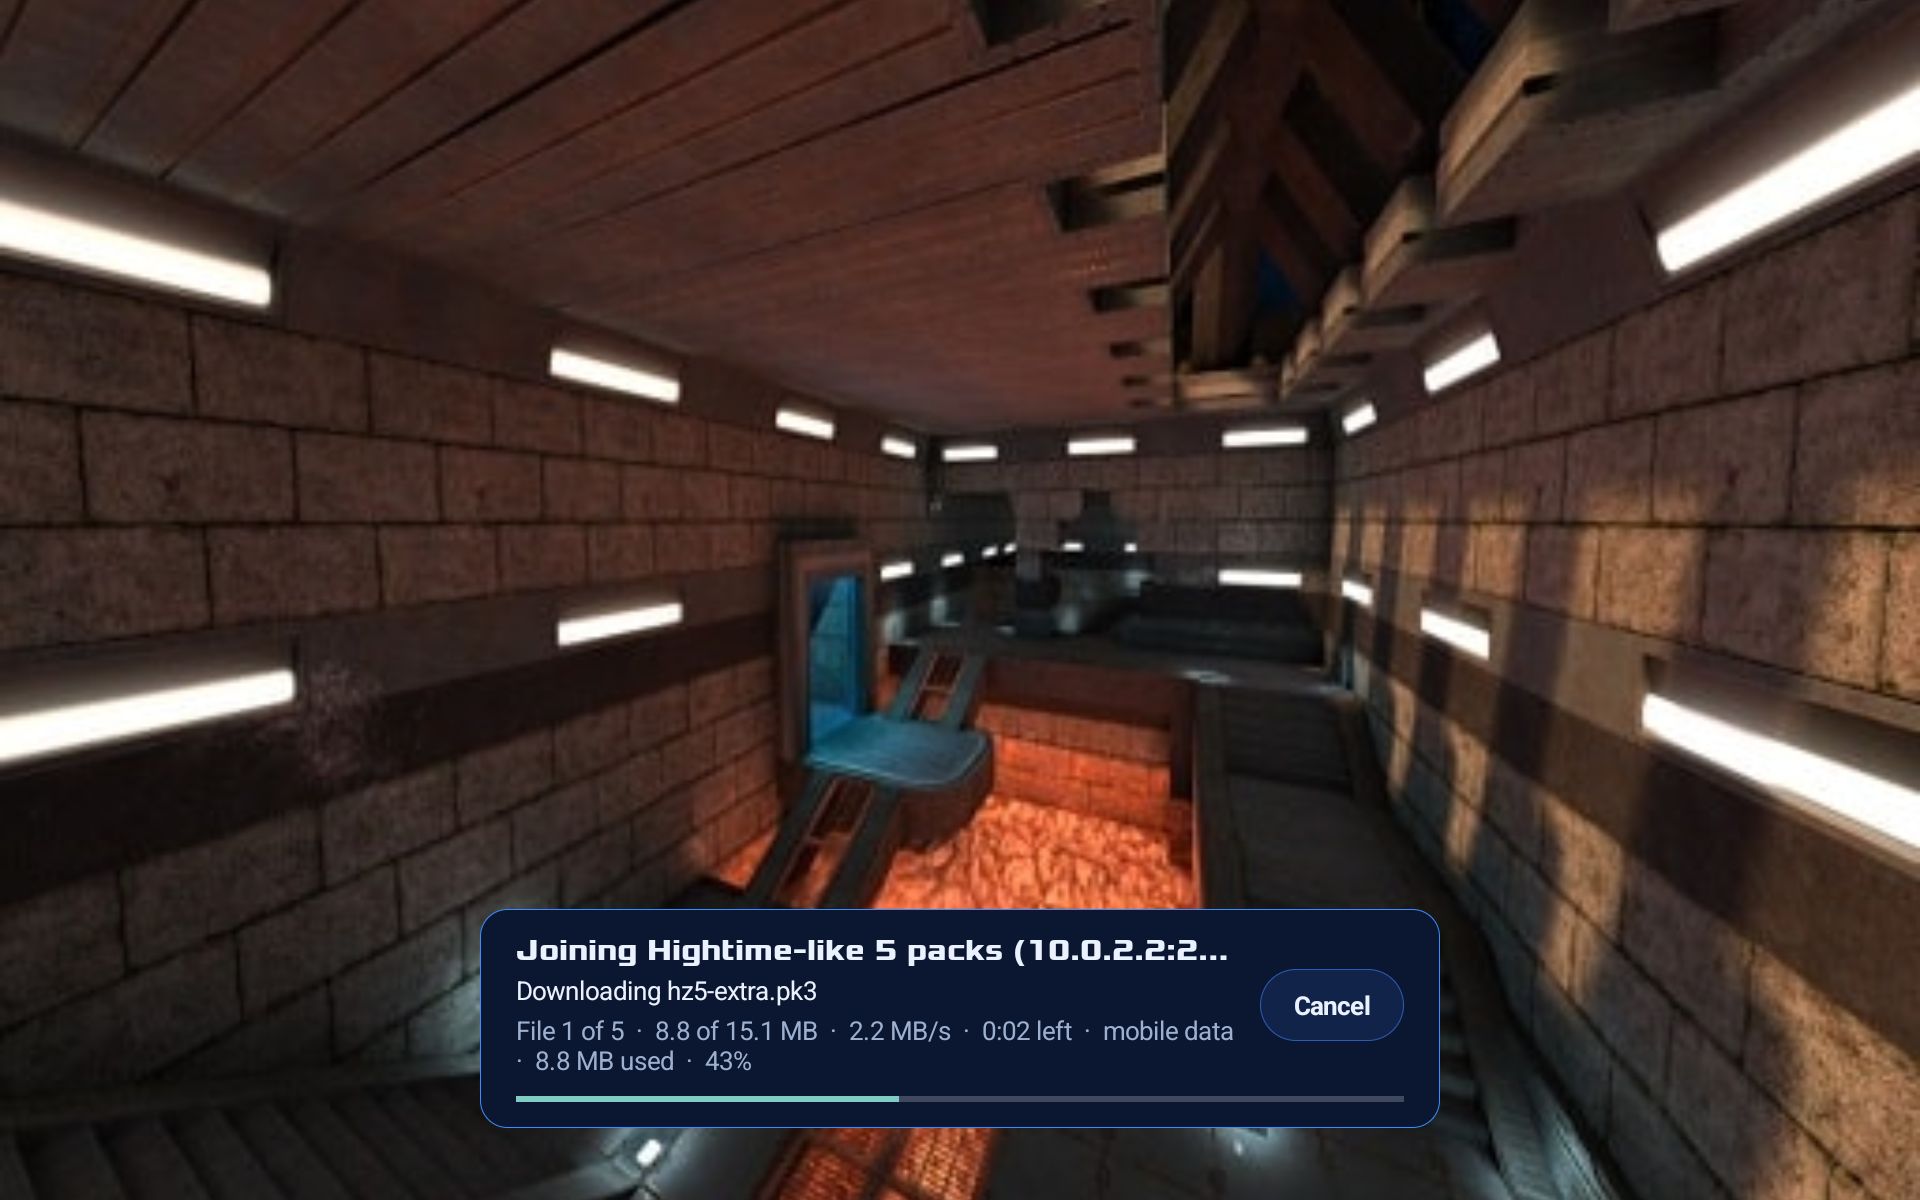 Joining Hightime-like 5 packs (10.0.2.2:2...
Downloading hz5-extra.pk3
File 1 of 5 · 8.8 of 15.1 MB · 2.2 MB/s · 0:02 left · mobile data
· 8.8 MB used · 43%
Cancel